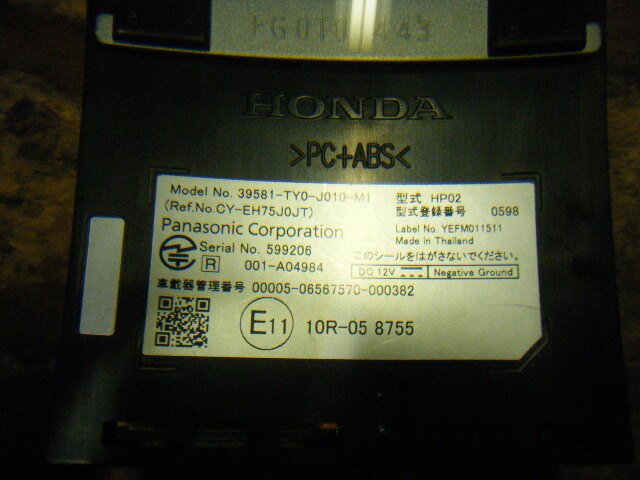 HONDA
>PC+ABS<
Model No. 39581-TY0-J010-M1
(Ref.No.CY-EH75J0JT)
Panasonic Corporation
Serial No. 599206
R 001-A04984
車載器管理番号 00005-06567570-000382
E11 10R-05 8755
型式 HP02
型式登録番号 0598
Label No. YEFM011511
Made in Thailand
このシールをはがさないでください。
DC 12V Negative Ground